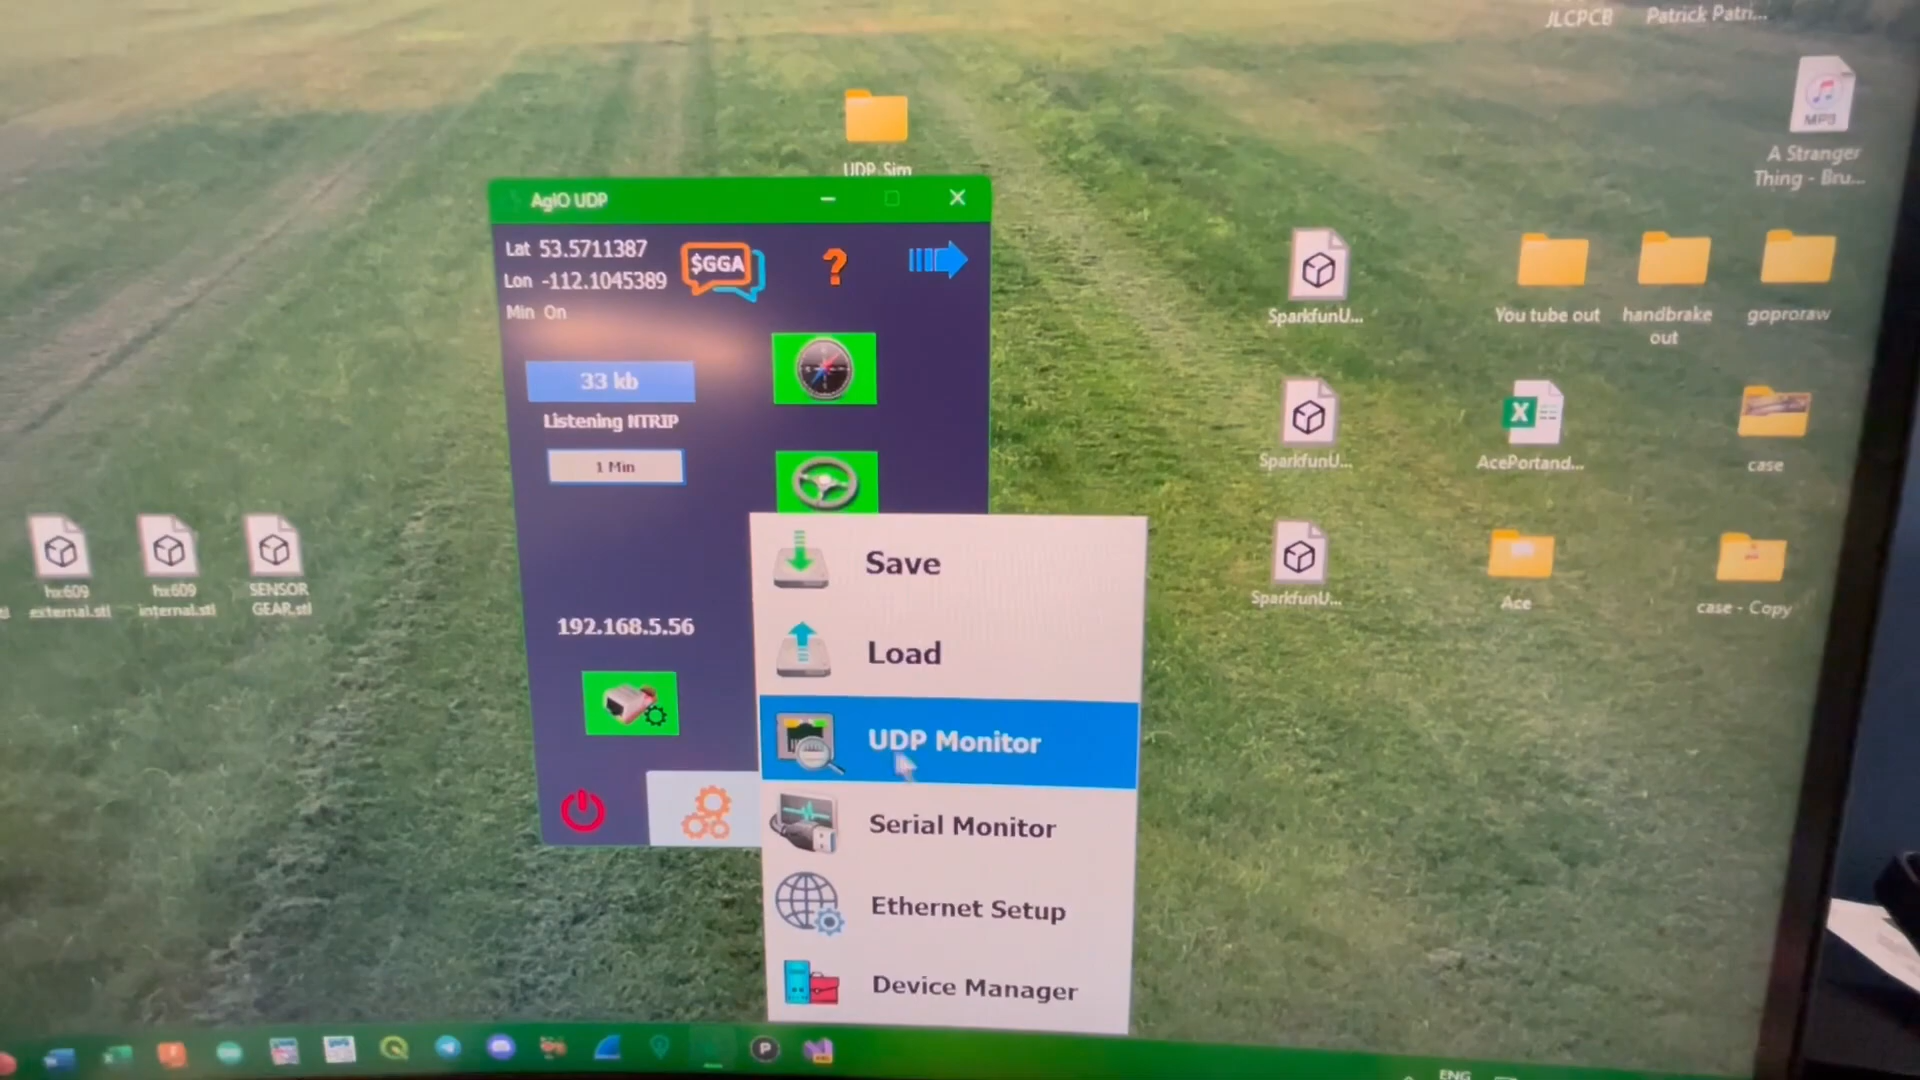 JLCPCB
Patrick Patri...
MP3
A Stranger
Thing - Bru...
UDP_Sim
AgIO UDP
Lat 53.5711387
Lon -112.1045389
Min On
$GGA
?
33 kb
Listening NTRIP
1 Min
192.168.5.56
Save
Load
UDP Monitor
Serial Monitor
Ethernet Setup
Device Manager
SparkfunU...
You tube out
handbrake
out
goproraw
SparkfunU...
AcePortand...
case
SparkfunU...
Ace
case - Copy
hx609
external.stl
hx609
internal.stl
SENSOR
GEAR.stl
ENG